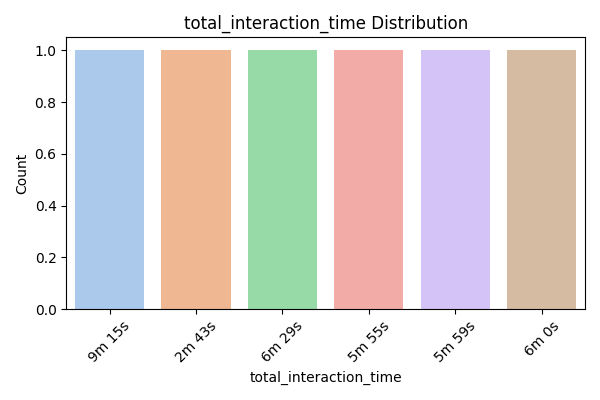 total_interaction_time Distribution
Count
1.0
0.8
0.6
0.4
0.2
0.0
9m 15s
2m 43s
6m 29s
5m 55s
5m 59s
6m 0s
total_interaction_time